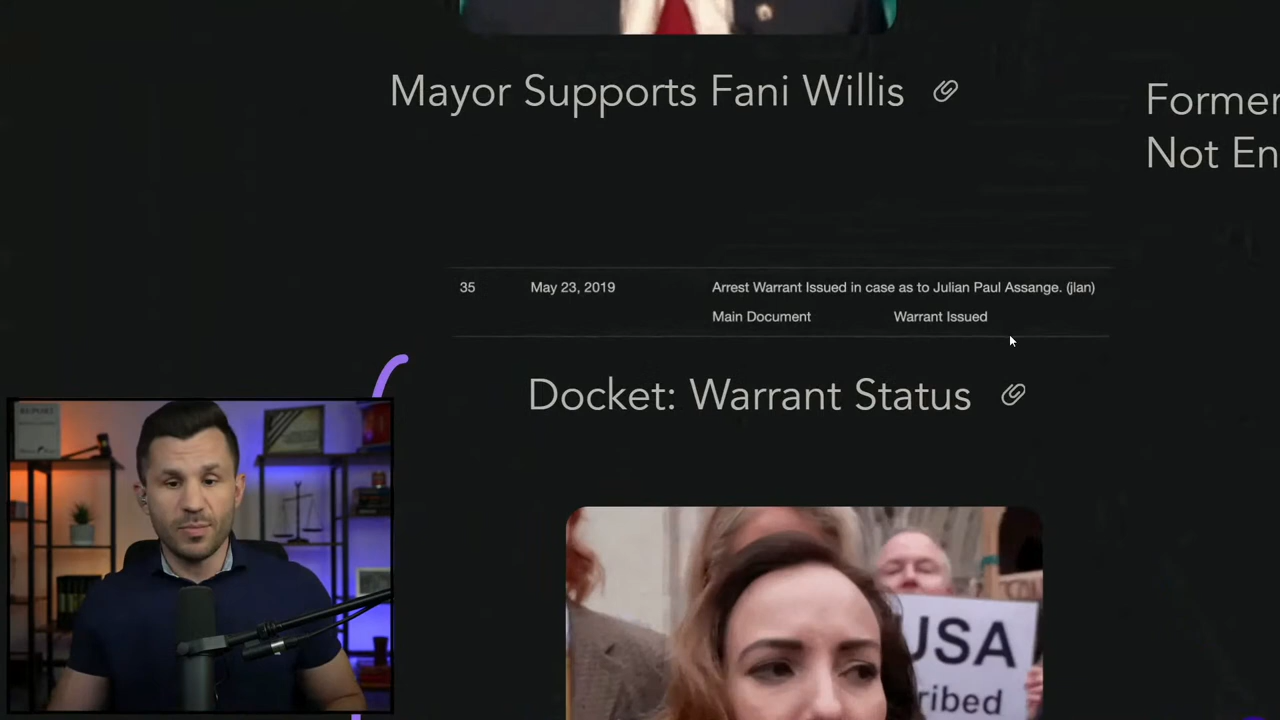 Mayor Supports Fani Willis
Former
Not En
35 May 23, 2019 Arrest Warrant Issued in case as to Julian Paul Assange. (jlan)
Main Document Warrant Issued
Docket: Warrant Status
USA
ribed